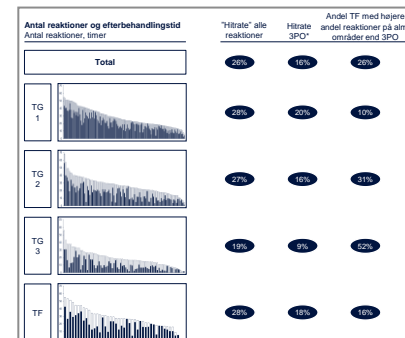 Antal reaktioner og efterbehandlingstid
Antal reaktioner, timer
"Hitrate" alle
reaktioner
Hitrate
3PO*
Andel TF med højere
andel reaktioner på alm
områder end 3PO
Total
26%
16%
26%
TG
1
28%
20%
10%
TG
2
27%
16%
31%
TG
3
19%
9%
52%
TF
28%
18%
16%